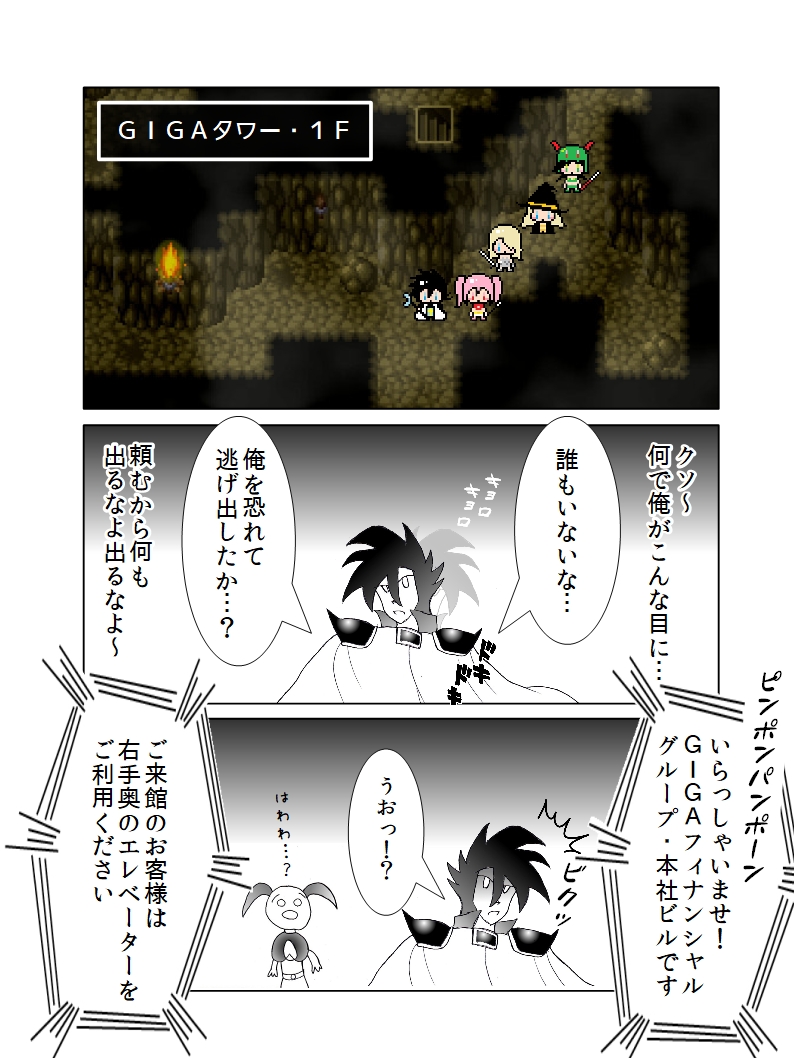 ＧＩＧＡタワー・１Ｆ
クソ～
何で俺がこんな目に…
誰もいないな…
キョロ
キョロ
俺を恐れて
逃げ出したか…？
頼むから何も
出るなよ出るなよ～
ジャキ
ジャキ
ピンポンパンポーン
いらっしゃいませ！
ＧＩＧＡフィナンシャル
グループ・本社ビルです
ビクッ
うおっ！？
はわわ…？
ご来館のお客様は
右手奥のエレベーターを
ご利用ください